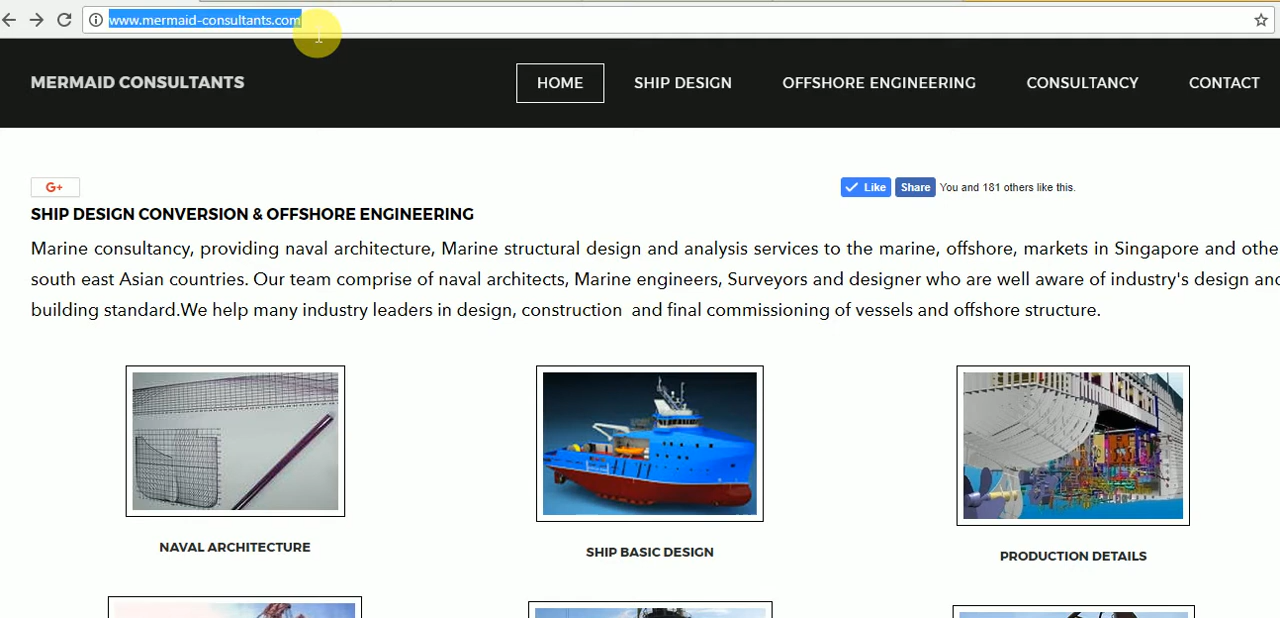 www.mermaid-consultants.com
MERMAID CONSULTANTS
HOME
SHIP DESIGN
OFFSHORE ENGINEERING
CONSULTANCY
CONTACT
G+
Like
Share
You and 181 others like this.
SHIP DESIGN CONVERSION & OFFSHORE ENGINEERING
Marine consultancy, providing naval architecture, Marine structural design and analysis services to the marine, offshore, markets in Singapore and othe
south east Asian countries. Our team comprise of naval architects, Marine engineers, Surveyors and designer who are well aware of industry's design and
building standard.We help many industry leaders in design, construction and final commissioning of vessels and offshore structure.
NAVAL ARCHITECTURE
SHIP BASIC DESIGN
PRODUCTION DETAILS